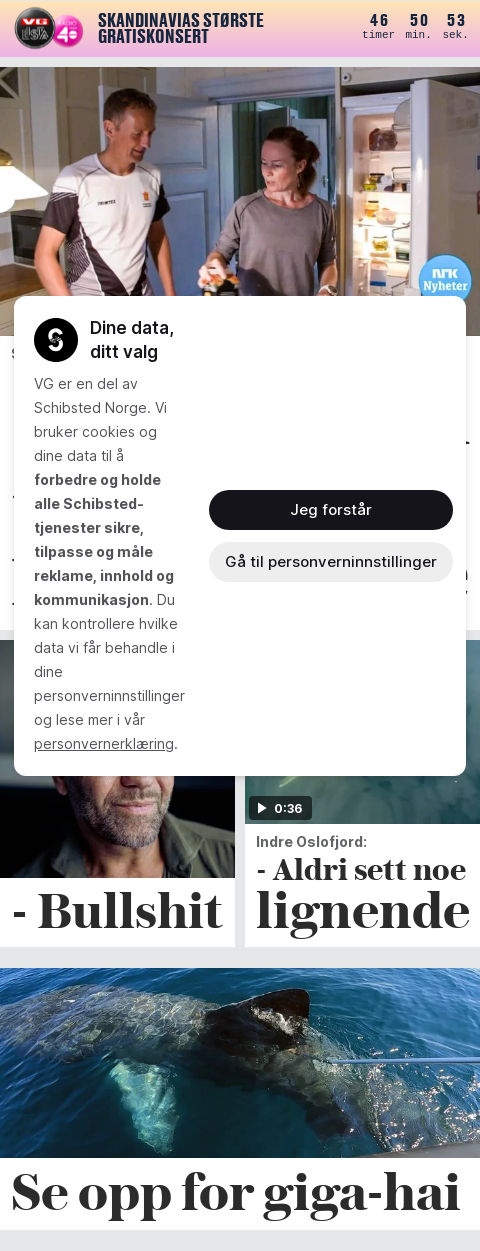 VG
RADIO
SKANDINAVIAS STØRSTE
GRATISKONSERT
46 50 53
timer min. sek.
NRK
Nyheter
Dine data,
ditt valg
VG er en del av
Schibsted Norge. Vi
bruker cookies og
dine data til å
forbedre og holde
alle Schibsted-
tjenester sikre,
tilpasse og måle
reklame, innhold og
kommunikasjon. Du
kan kontrollere hvilke
data vi får behandle i
dine
personverninnstillinger
og lese mer i vår
personvernerklæring.
Jeg forstår
Gå til personverninnstillinger
- Bullshit
0:36
Indre Oslofjord:
- Aldri sett noe
lignende
Se opp for giga-hai